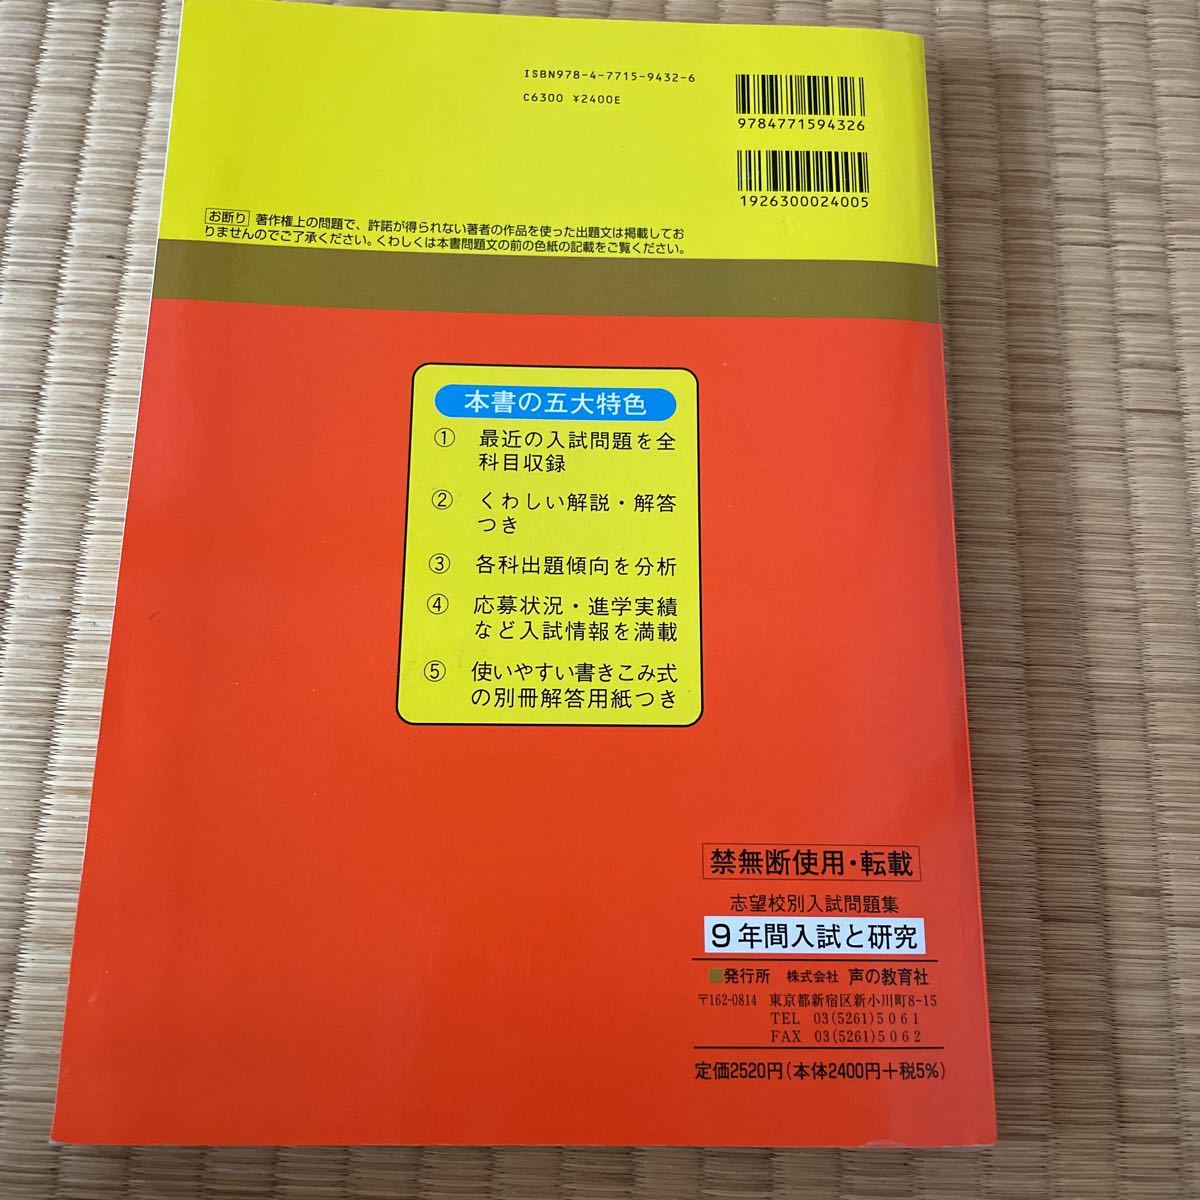 ISBN978-4-7715-9432-6
C6300 ¥2400E
9784771594326
1926300024005
お断り 著作権上の問題で、許諾が得られない著者の作品を使った出題文は掲載してお
りませんのでご了承ください。くわしくは本書問題文の前の色紙の記載をご覧ください。
本書の五大特色
① 最近の入試問題を全
科目収録
② くわしい解説・解答
つき
③ 各科出題傾向を分析
④ 応募状況・進学実績
など入試情報を満載
⑤ 使いやすい書きこみ式
の別冊解答用紙つき
禁無断使用・転載
志望校別入試問題集
9年間入試と研究
■発行所 株式会社 声の教育社
〒162-0814 東京都新宿区新小川町8-15
TEL 03(5261)5061
FAX 03(5261)5062
定価2520円(本体2400円+税5%)